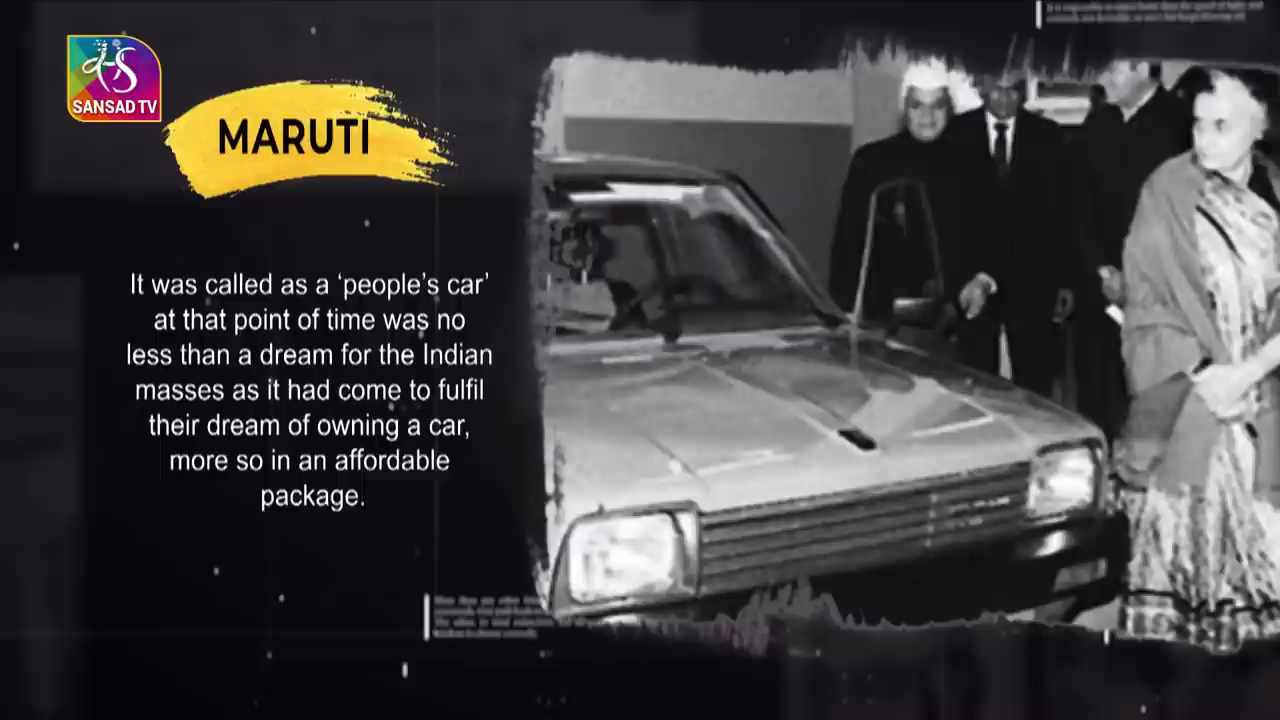 SANSAD TV
MARUTI
It was called as a ‘people’s car’
at that point of time was no
less than a dream for the Indian
masses as it had come to fulfil
their dream of owning a car,
more so in an affordable
package.